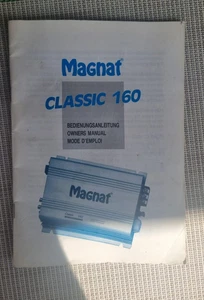 Magnat
CLASSIC 160
BEDIENUNGSANLEITUNG
OWNERS MANUAL
MODE D'EMPLOI
Magnat